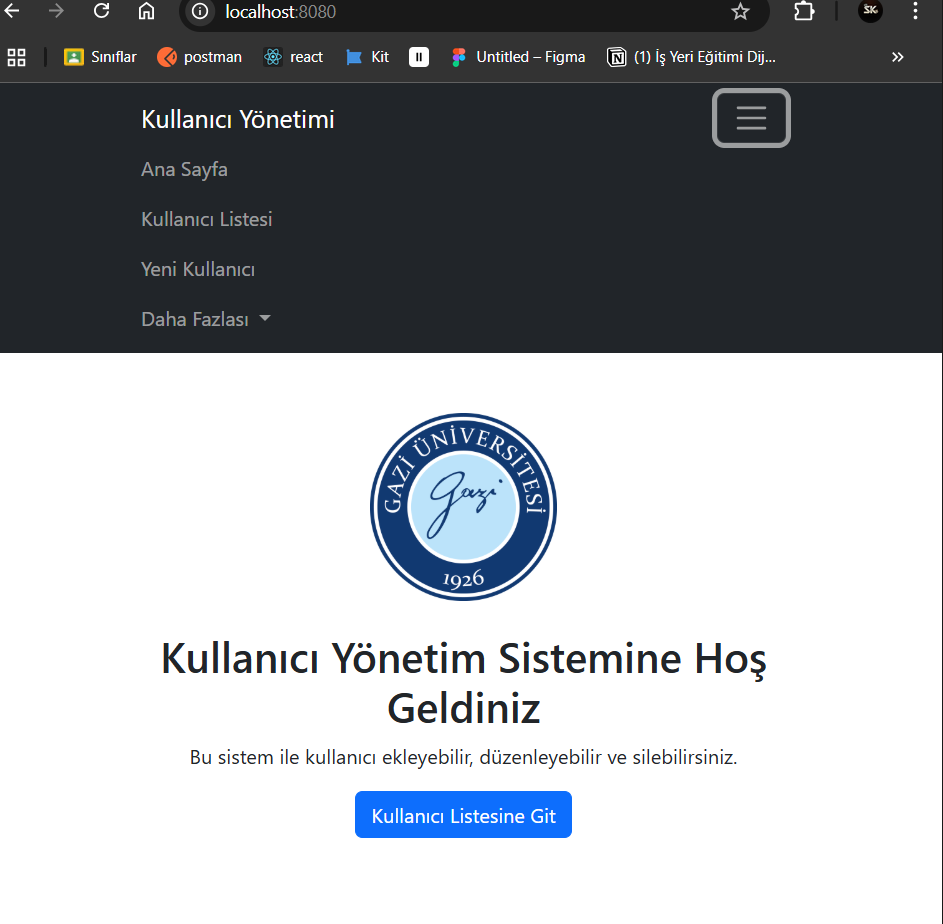 localhost:8080
SK
Sınıflar
postman
react
Kit
Untitled – Figma
(1) İş Yeri Eğitimi Dij...
Kullanıcı Yönetimi
Ana Sayfa
Kullanıcı Listesi
Yeni Kullanıcı
Daha Fazlası
GAZİ ÜNİVERSİTESİ
Gazi
1926
Kullanıcı Yönetim Sistemine Hoş
Geldiniz
Bu sistem ile kullanıcı ekleyebilir, düzenleyebilir ve silebilirsiniz.
Kullanıcı Listesine Git